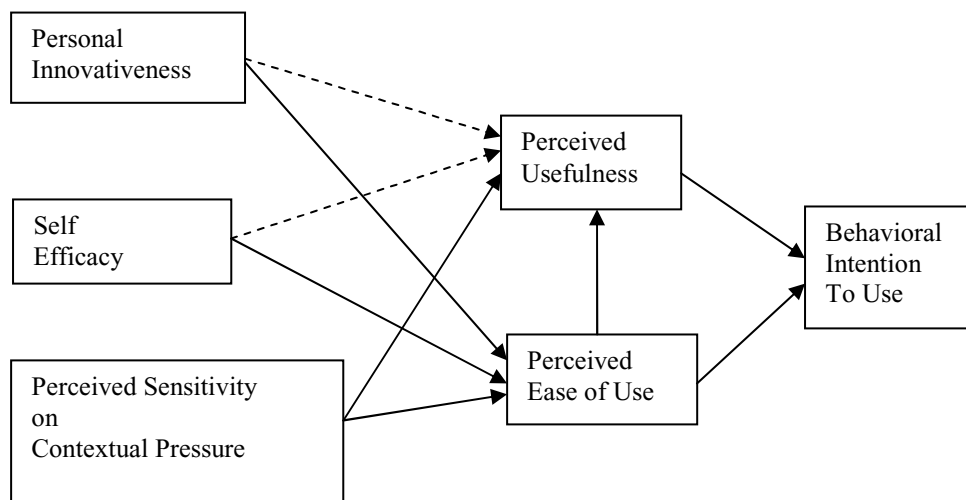 Personal
Innovativeness
Perceived
Usefulness
Self
Efficacy
Behavioral
Intention
To Use
Perceived
Ease of Use
Perceived Sensitivity
on
Contextual Pressure